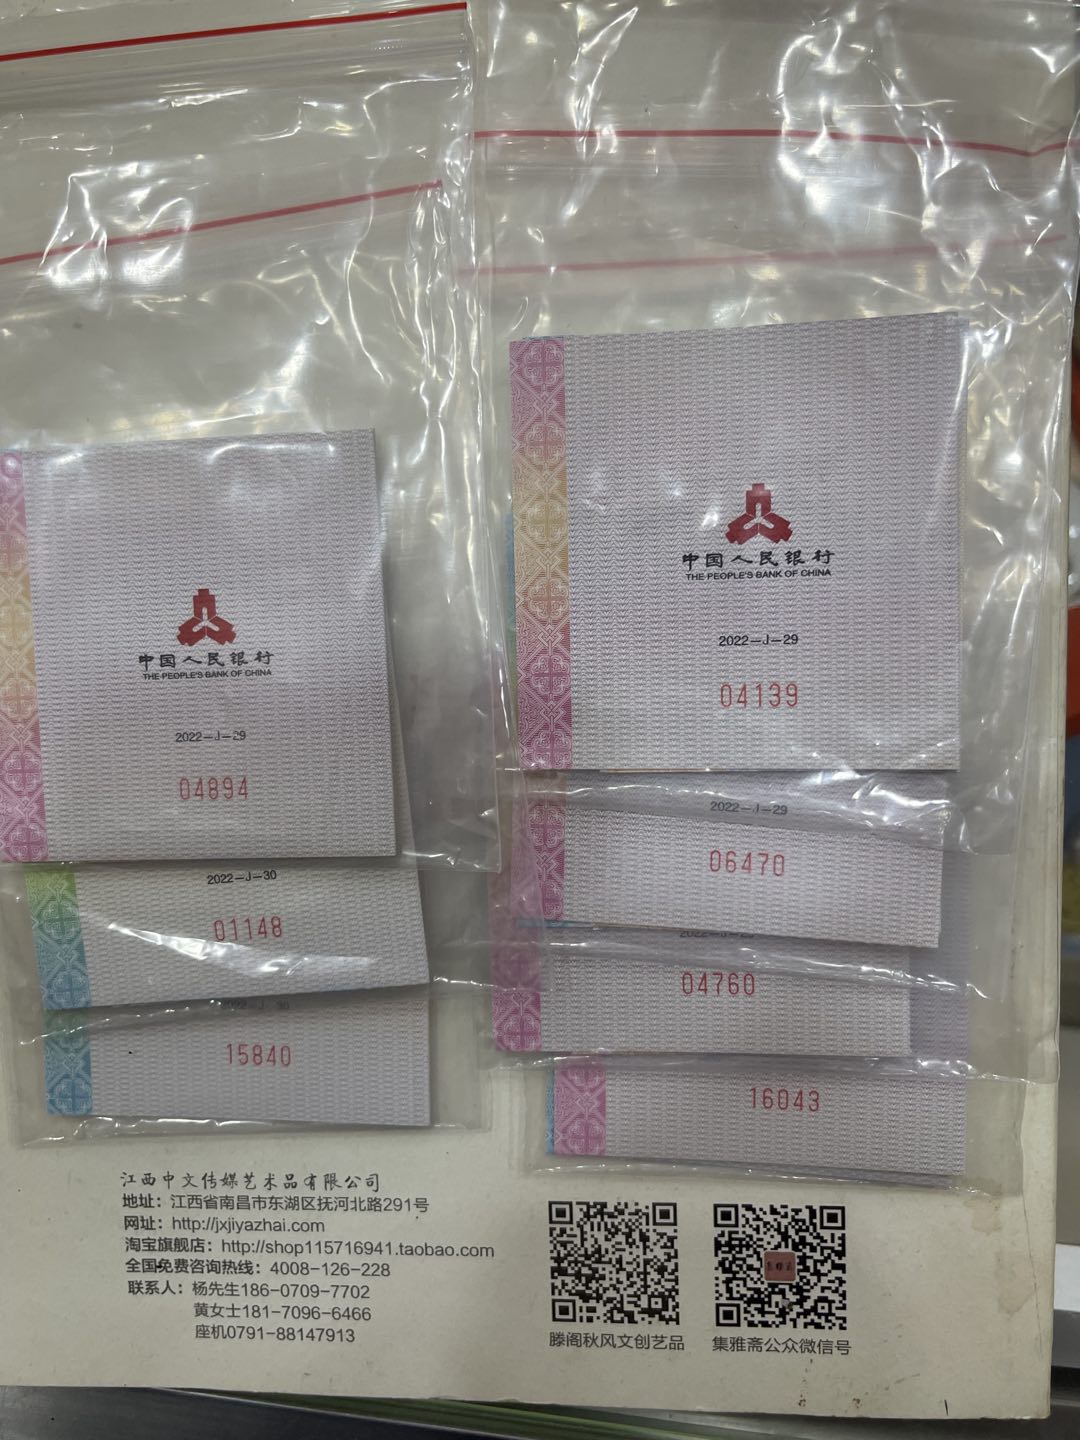 中国人民银行
THE PEOPLE'S BANK OF CHINA
2022-J-29
04894
2022-J-30
01148
2022-J-30
15840
中国人民银行
THE PEOPLE'S BANK OF CHINA
2022-J-29
04139
2022-J-29
06470
2022-J-29
04760
16043
江西中文传媒艺术品有限公司
地址：江西省南昌市东湖区抚河北路291号
网址：http://jxjiyazhai.com
淘宝旗舰店：http://shop115716941.taobao.com
全国免费咨询热线：4008-126-228
联系人：杨先生186-0709-7702
黄女士181-7096-6466
座机0791-88147913
滕阁秋风文创艺品
集雅斋公众微信号